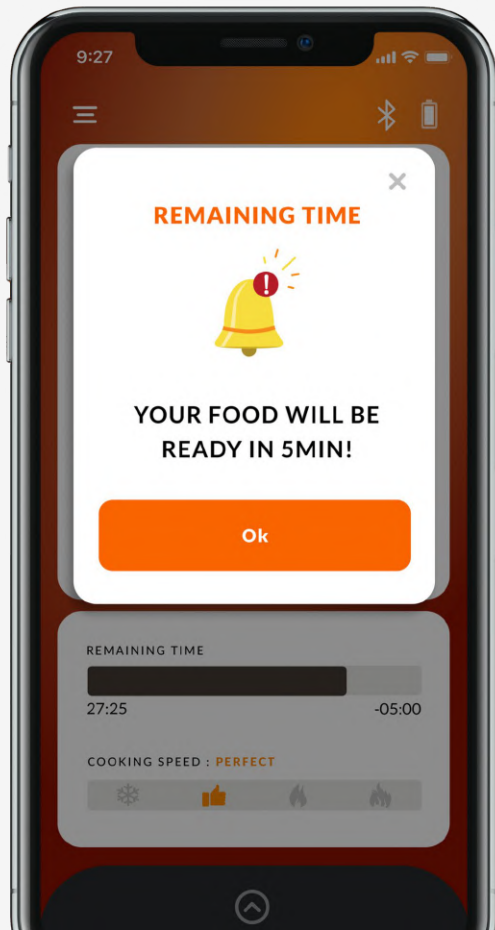 9:27
REMAINING TIME
YOUR FOOD WILL BE
READY IN 5MIN!
Ok
REMAINING TIME
27:25 -05:00
COOKING SPEED : PERFECT